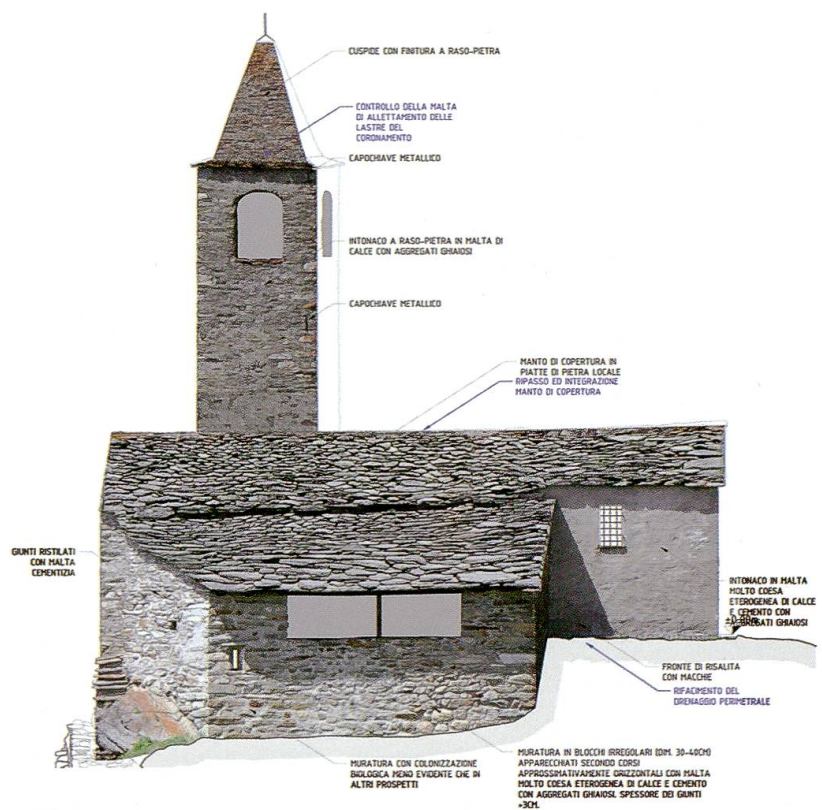 CUSPIDE CON FINITURA A RASO-PIETRA
CONTROLLO DELLA MALTA
DI ALLETTAMENTO DELLE
LASTRE DEL
CORONAMENTO
CAPOCHIAVE METALLICO
INTONACO A RASO-PIETRA IN MALTA DI
CALCE CON AGGREGATI GHIAIOSI
CAPOCHIAVE METALLICO
MANTO DI COPERTURA IN
PIATTE DI PIETRA LOCALE
RIPASSO ED INTEGRAZIONE
MANTO DI COPERTURA
GIUNTI RISTILATI
CON MALTA
CEMENTIZIA
INTONACO IN MALTA
MOLTO COESA
ETEROGENEA DI CALCE
E CEMENTO CON
AGGREGATI GHIAIOSI
FRONTE DI RISALITA
CON MACCHIE
RIFACIMENTO DEL
DRENAGGIO PERIMETRALE
MURATURA CON COLONIZZAZIONE
BIOLOGICA MENO EVIDENTE CHE IN
ALTRI PROSPETTI
MURATURA IN BLOCCHI IRREGOLARI (DIM. 30-40CM)
APPARECCHIATI SECONDO CORSI
APPROSSIMATIVAMENTE ORIZZONTALI CON MALTA
MOLTO COESA ETEROGENEA DI CALCE E CEMENTO
CON AGGREGATI GHIAIOSI. SPESSORE DEI GIUNTI
>3CM.